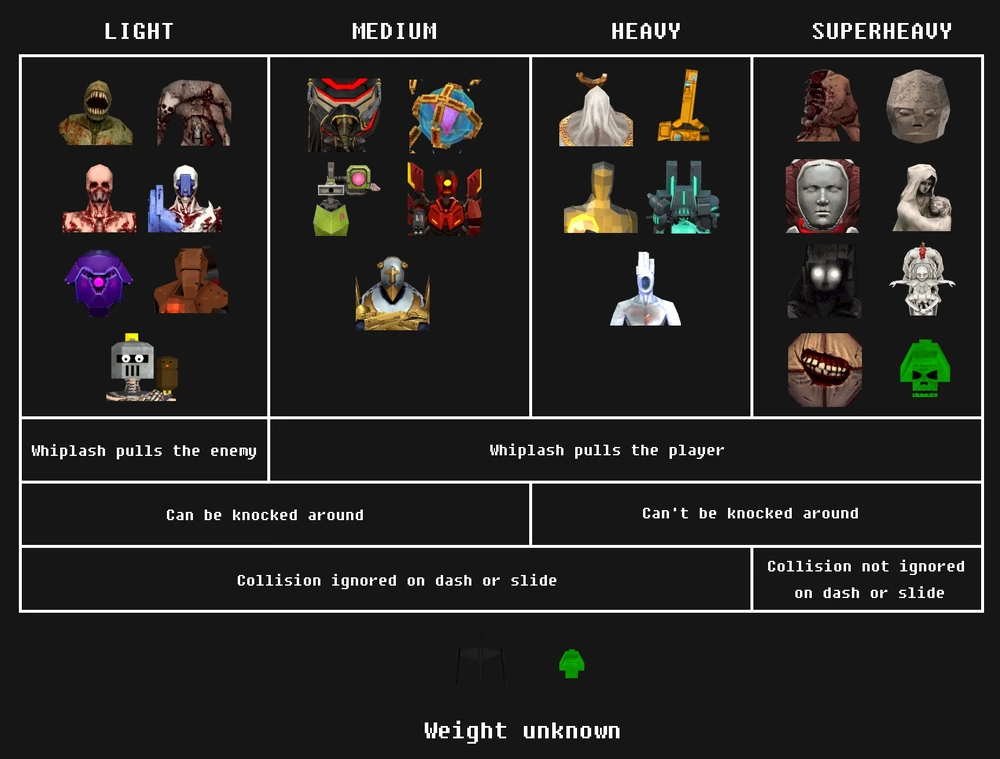 LIGHT
MEDIUM
HEAVY
SUPERHEAVY
Whiplash pulls the enemy
Whiplash pulls the player
Can be knocked around
Can't be knocked around
Collision ignored on dash or slide
Collision not ignored
on dash or slide
Weight unknown